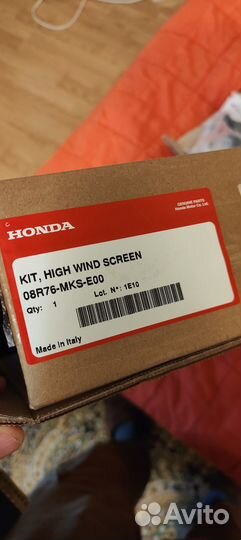 HONDA
GENUINE PARTS
Honda Motor Co., Ltd.
KIT, HIGH WIND SCREEN
08R76-MKS-E00
Qty: 1
Lot. N°: 1E10
Made in Italy
Avito